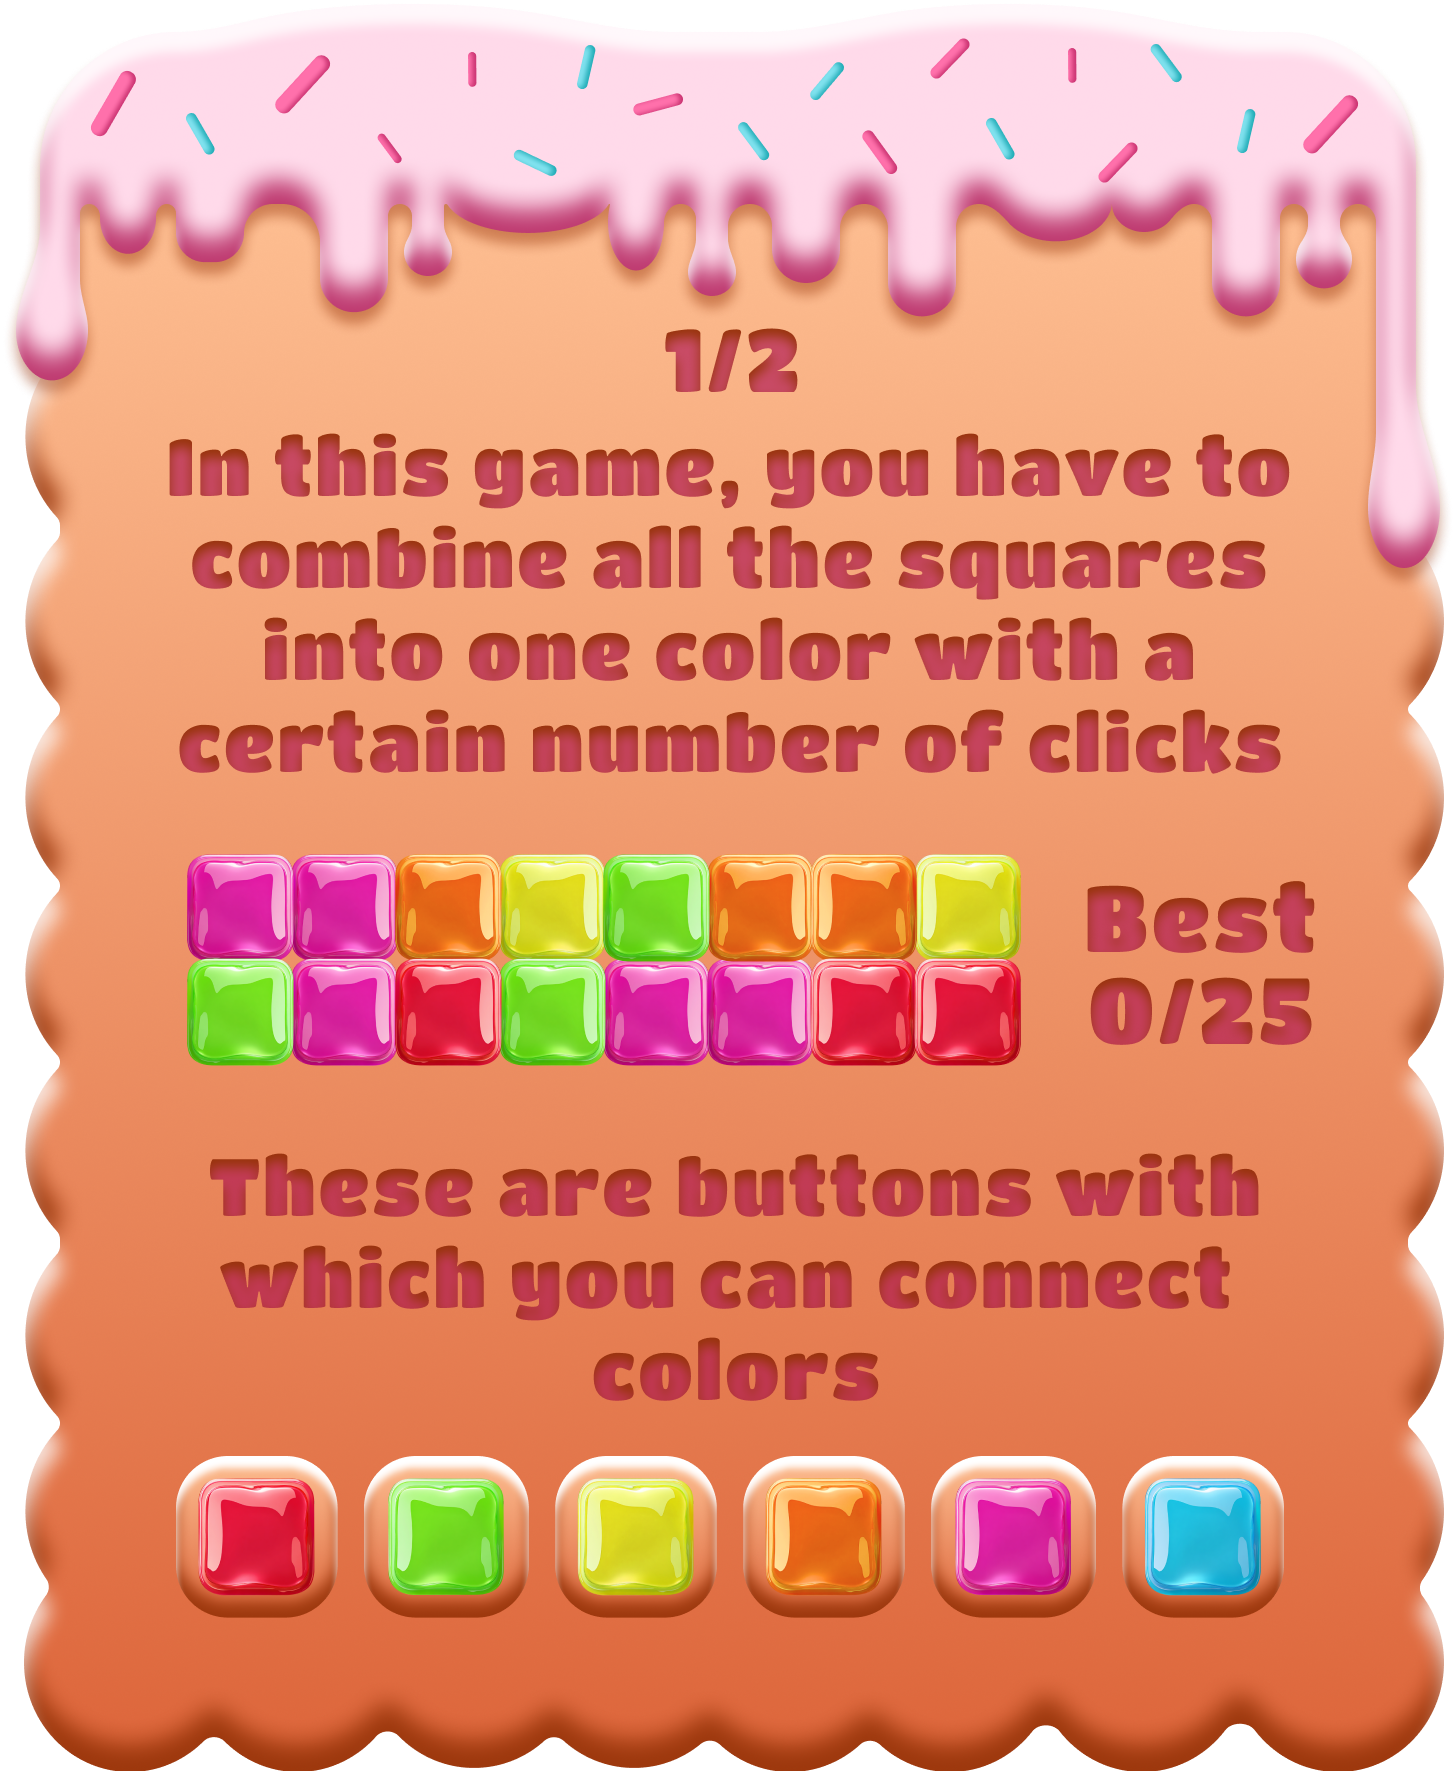 1/2
In this game, you have to
combine all the squares
into one color with a
certain number of clicks
Best
0/25
These are buttons with
which you can connect
colors